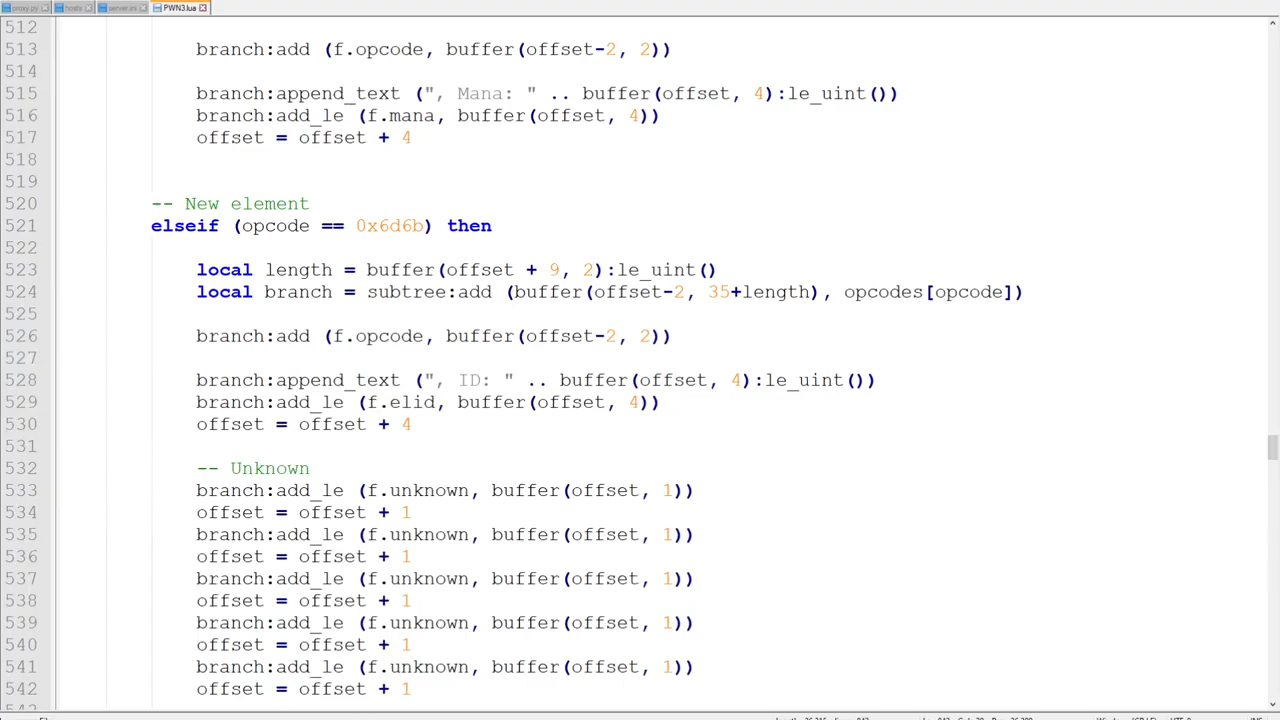 proxy.py hosts server.ini PWN3.lua
512
513 branch:add (f.opcode, buffer(offset-2, 2))
514
515 branch:append_text (", Mana: " .. buffer(offset, 4):le_uint())
516 branch:add_le (f.mana, buffer(offset, 4))
517 offset = offset + 4
518
519
520 -- New element
521 elseif (opcode == 0x6d6b) then
522
523 local length = buffer(offset + 9, 2):le_uint()
524 local branch = subtree:add (buffer(offset-2, 35+length), opcodes[opcode])
525
526 branch:add (f.opcode, buffer(offset-2, 2))
527
528 branch:append_text (", ID: " .. buffer(offset, 4):le_uint())
529 branch:add_le (f.elid, buffer(offset, 4))
530 offset = offset + 4
531
532 -- Unknown
533 branch:add_le (f.unknown, buffer(offset, 1))
534 offset = offset + 1
535 branch:add_le (f.unknown, buffer(offset, 1))
536 offset = offset + 1
537 branch:add_le (f.unknown, buffer(offset, 1))
538 offset = offset + 1
539 branch:add_le (f.unknown, buffer(offset, 1))
540 offset = offset + 1
541 branch:add_le (f.unknown, buffer(offset, 1))
542 offset = offset + 1